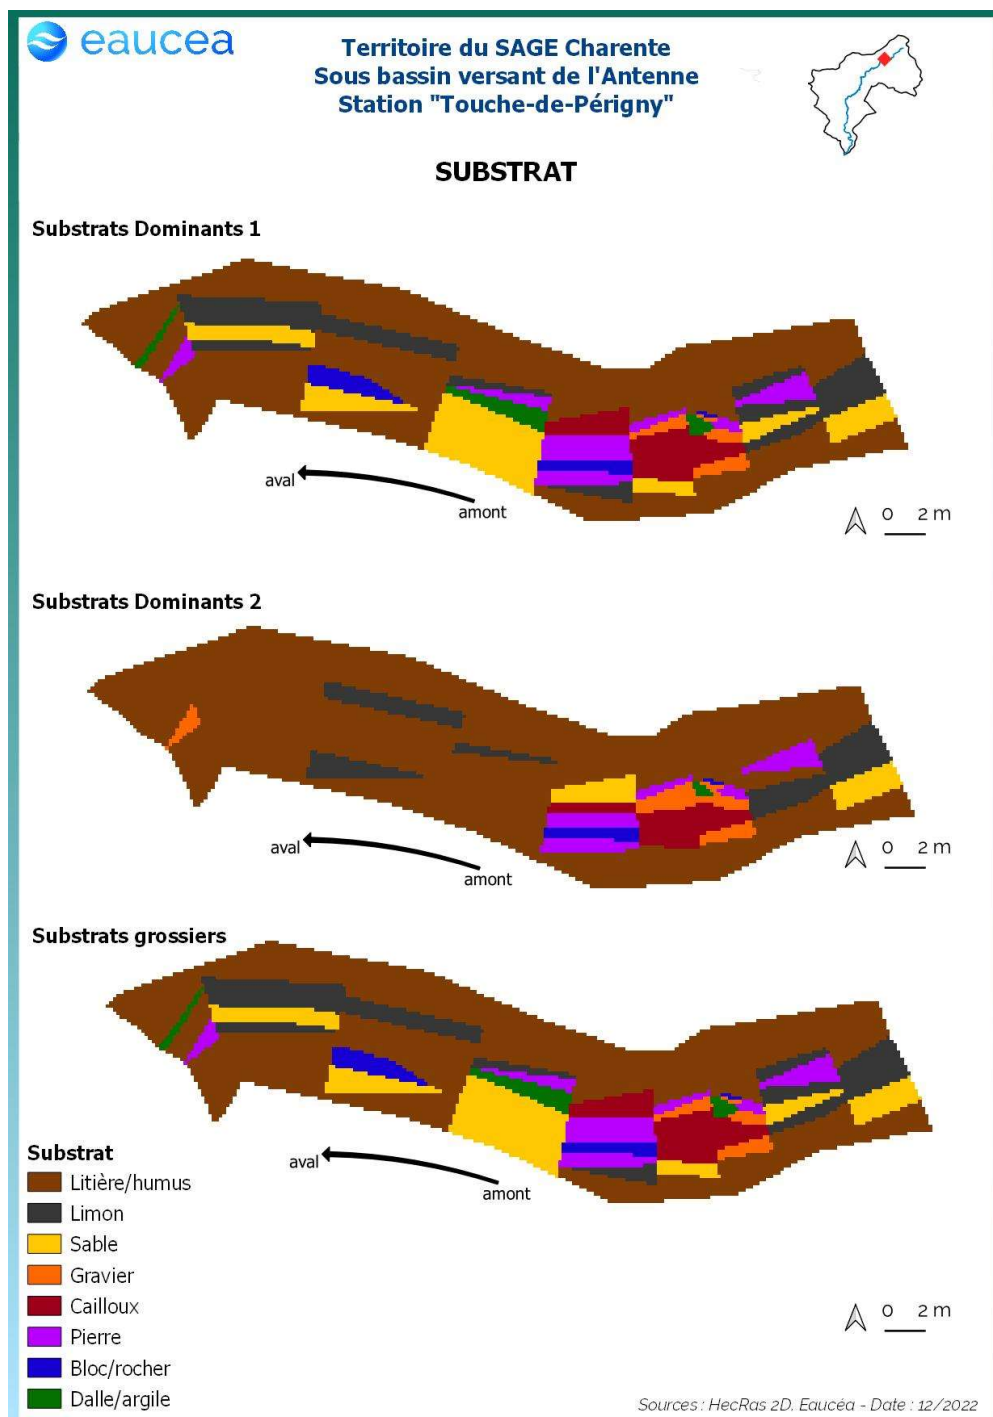 eaucea
Territoire du SAGE Charente
Sous bassin versant de l'Antenne
Station "Touche-de-Périgny"
SUBSTRAT
Substrats Dominants 1
aval
amont
0 2 m
Substrats Dominants 2
aval
amont
0 2 m
Substrats grossiers
aval
amont
Substrat
Litière/humus
Limon
Sable
Gravier
Cailloux
Pierre
Bloc/rocher
Dalle/argile
0 2 m
Sources : HecRas 2D. Eaucéa - Date : 12/2022